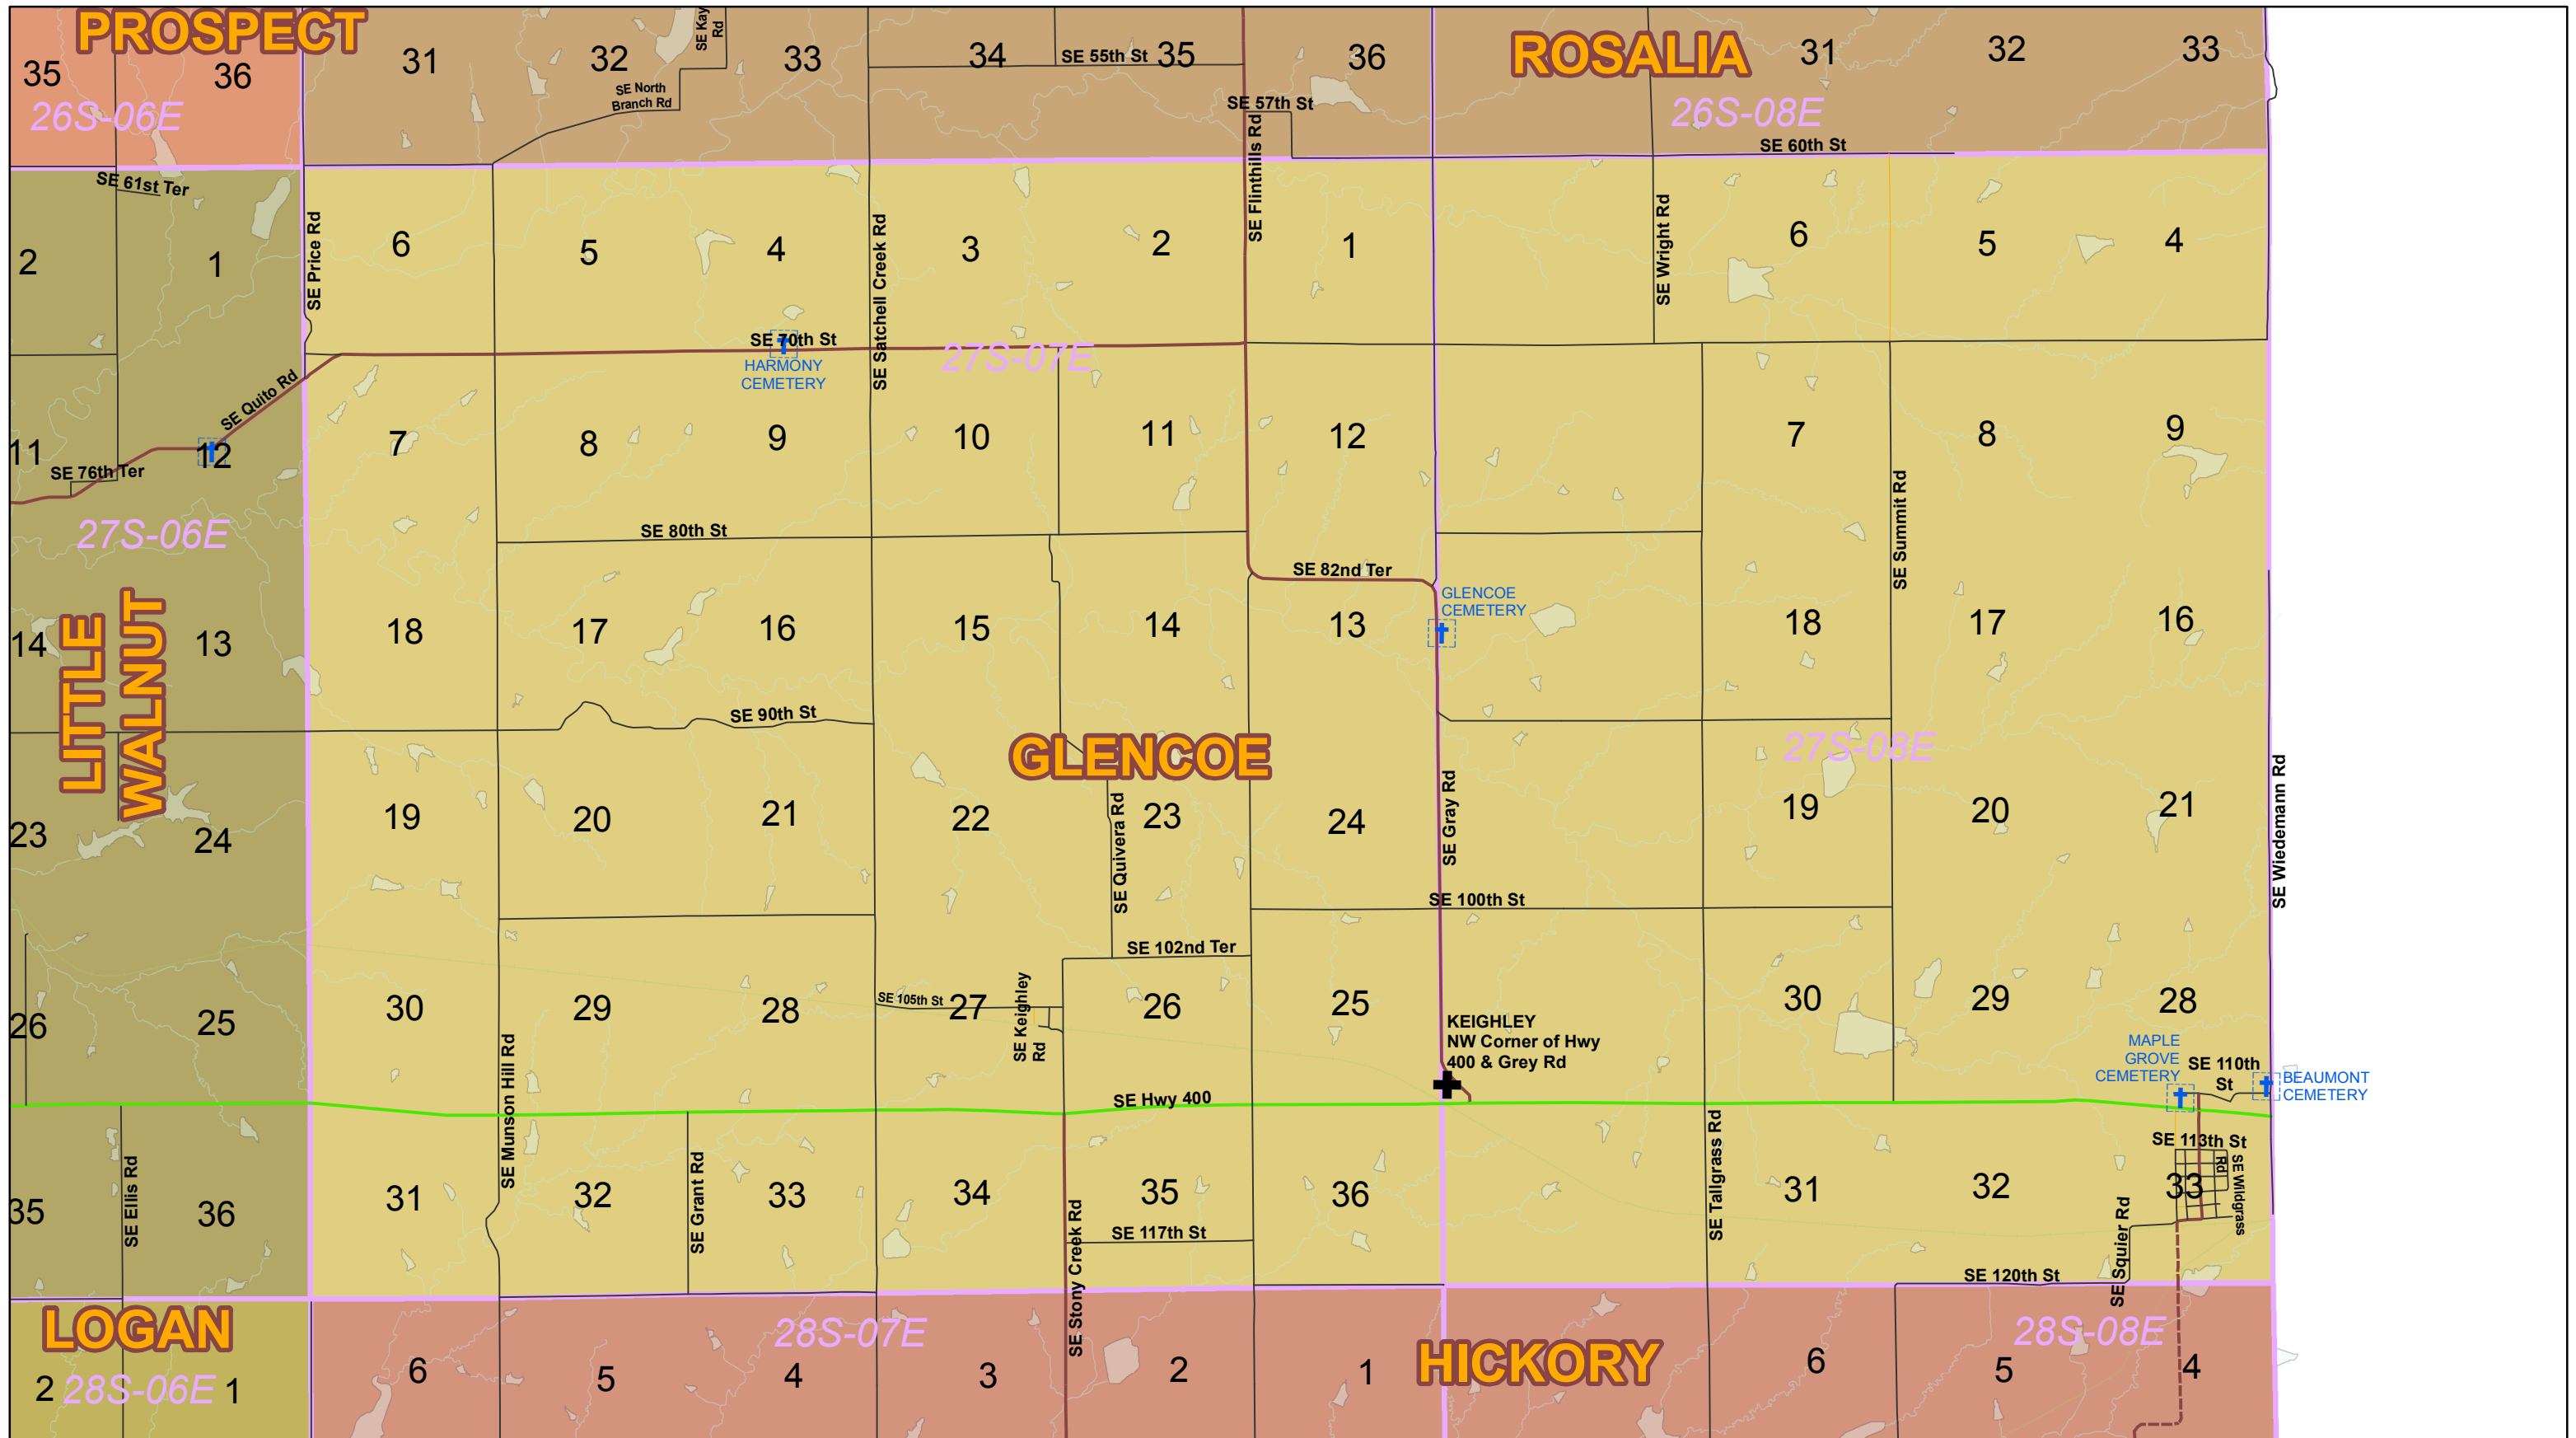 PROSPECT
35
36
26S-06E
31
32
SE Kay
Rd
33
34
SE 55th St
35
36
SE North
Branch Rd
SE 57th St
ROSALIA
31
32
33
26S-08E
SE 60th St
SE 61st Ter
2
1
SE Price Rd
6
5
4
SE Satchell Creek Rd
3
2
SE Flinthills Rd
1
SE Wright Rd
6
5
4
SE 70th St
HARMONY
CEMETERY
27S-07E
SE Quito Rd
11
12
SE 76th Ter
7
8
9
10
11
12
7
8
9
SE Summit Rd
27S-06E
SE 80th St
SE 82nd Ter
GLENCOE
CEMETERY
LITTLE
WALNUT
14
13
18
17
16
15
14
13
18
17
16
SE 90th St
GLENCOE
27S-08E
23
24
19
20
21
22
SE Quivera Rd
23
24
SE Gray Rd
19
20
21
SE Wiedemann Rd
SE 100th St
SE 102nd Ter
26
25
30
29
28
SE 105th St
27
SE Keighley
Rd
26
25
30
29
28
KEIGHLEY
NW Corner of Hwy
400 & Grey Rd
MAPLE
GROVE
CEMETERY
SE 110th
St
BEAUMONT
CEMETERY
SE Munson Hill Rd
SE Hwy 400
SE 113th St
35
SE Ellis Rd
36
31
32
SE Grant Rd
33
34
SE Stony Creek Rd
35
36
SE Tallgrass Rd
31
32
SE Squier Rd
33
SE Wildgrass
Rd
SE 117th St
SE 120th St
LOGAN
2
28S-06E
1
6
5
28S-07E
4
3
2
1
HICKORY
6
28S-08E
5
4